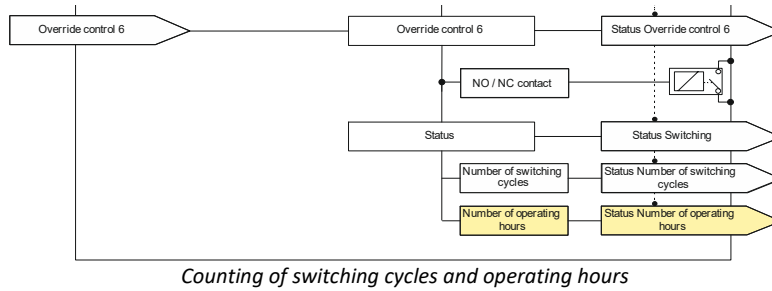 Override control 6
Override control 6
Status Override control 6
NO / NC contact
Status
Status Switching
Number of switching
cycles
Status Number of switching
cycles
Number of operating
hours
Status Number of operating
hours
Counting of switching cycles and operating hours